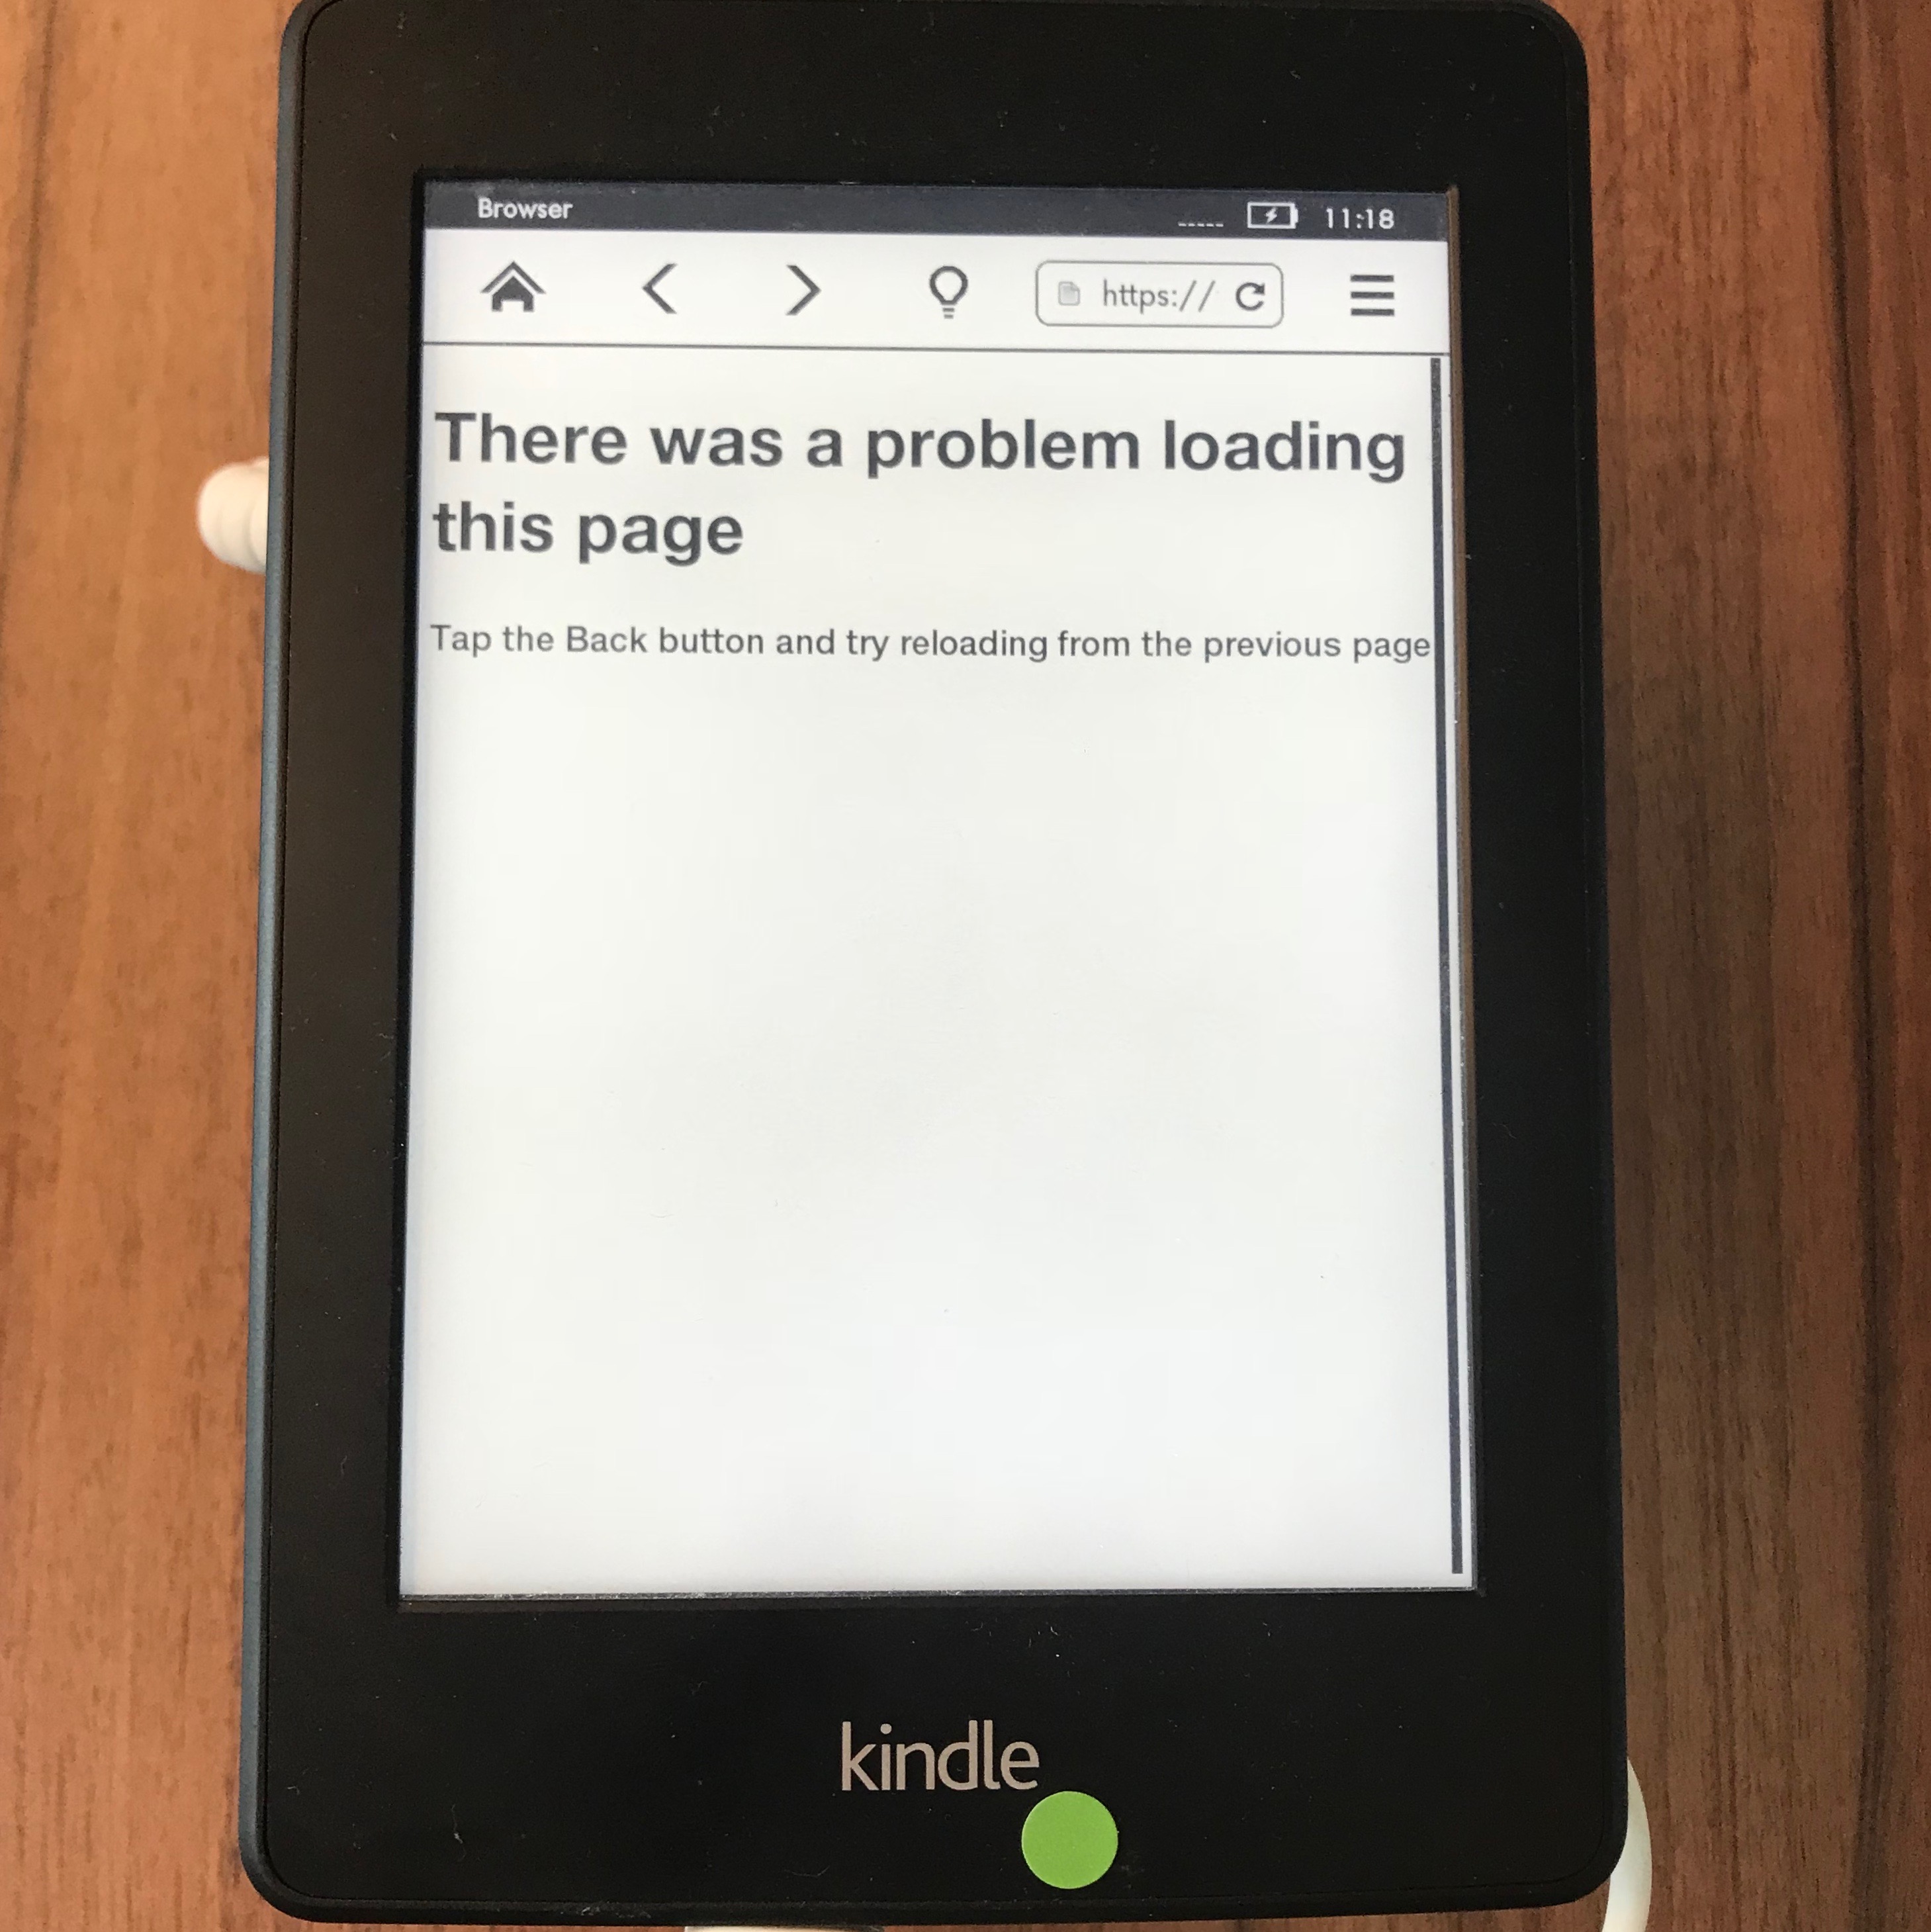 Browser 11:18
https://
There was a problem loading
this page
Tap the Back button and try reloading from the previous page
kindle